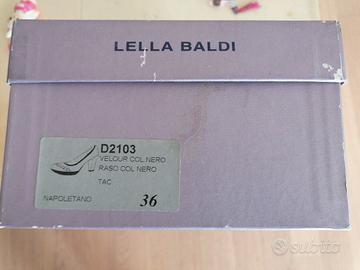 LELLA BALDI
D2103
VELOUR COL.NERO
RASO COL NERO
TAC
NAPOLETANO 36
subito